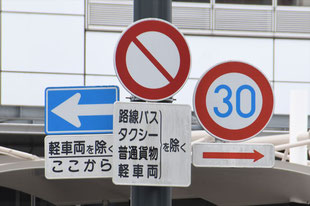 軽車両を除く
ここから
路線バス
タクシー
普通貨物
軽車両
を除く
30